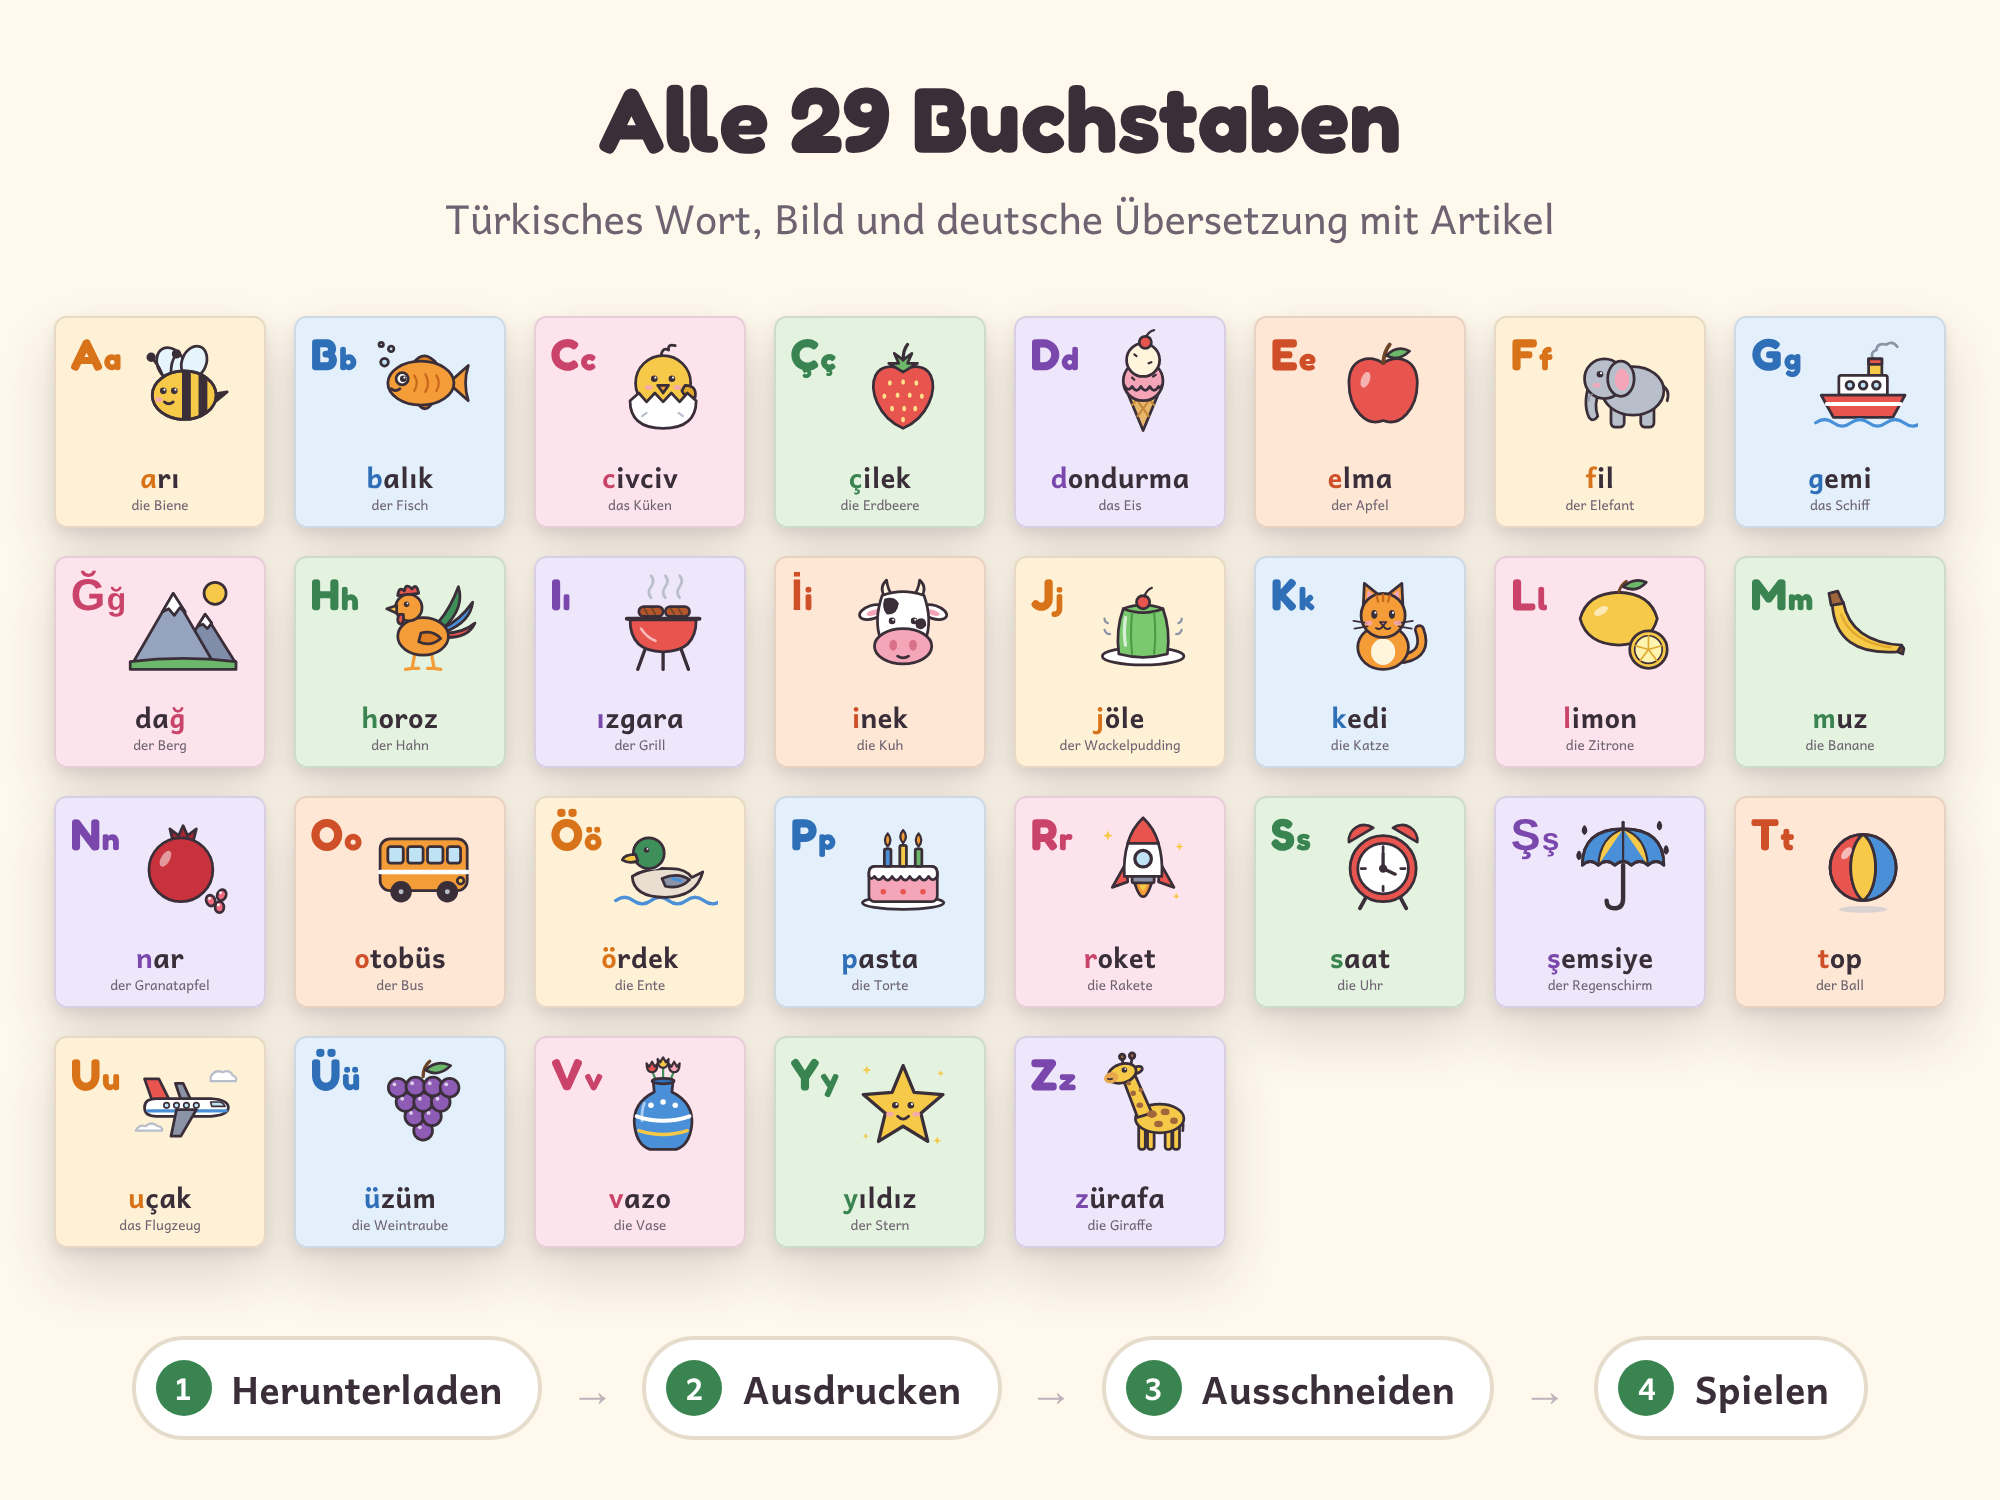 Alle 29 Buchstaben
Türkisches Wort, Bild und deutsche Übersetzung mit Artikel
Aa
arı
die Biene
Bb
balık
der Fisch
Cc
civciv
das Küken
Çç
çilek
die Erdbeere
Dd
dondurma
das Eis
Ee
elma
der Apfel
Ff
fil
der Elefant
Gg
gemi
das Schiff
Ğğ
dağ
der Berg
Hh
horoz
der Hahn
Iı
ızgara
der Grill
İi
inek
die Kuh
Jj
jöle
der Wackelpudding
Kk
kedi
die Katze
Ll
limon
die Zitrone
Mm
muz
die Banane
Nn
nar
der Granatapfel
Oo
otobüs
der Bus
Öö
ördek
die Ente
Pp
pasta
die Torte
Rr
roket
die Rakete
Ss
saat
die Uhr
Şş
şemsiye
der Regenschirm
Tt
top
der Ball
Uu
uçak
das Flugzeug
Üü
üzüm
die Weintraube
Vv
vazo
die Vase
Yy
yıldız
der Stern
Zz
zürafa
die Giraffe
1 Herunterladen → 2 Ausdrucken → 3 Ausschneiden → 4 Spielen